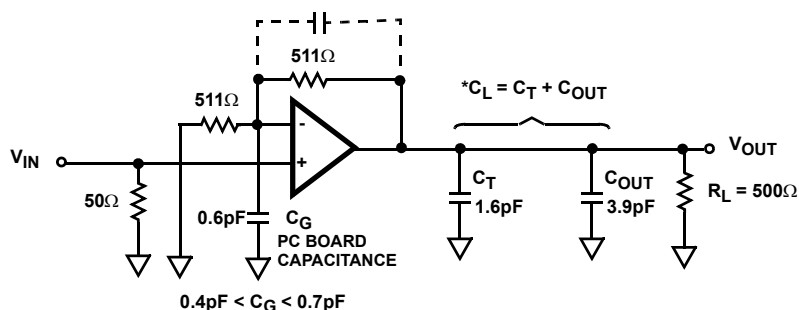 511Ω
*C_L = C_T + C_OUT
511Ω
-
V_IN
+
V_OUT
50Ω
0.6pF
C_G
PC BOARD
CAPACITANCE
C_T
1.6pF
C_OUT
3.9pF
R_L = 500Ω
0.4pF < C_G < 0.7pF